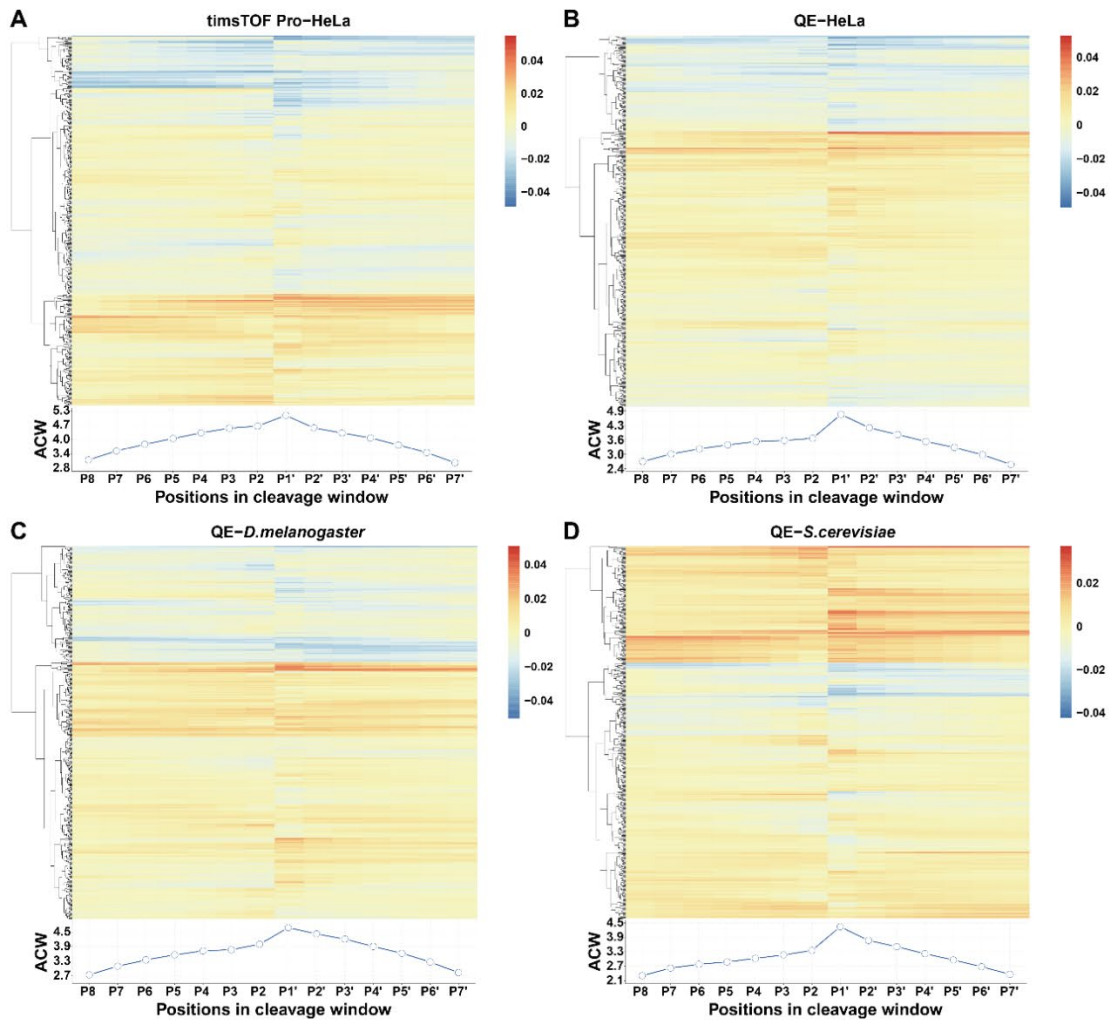 A
timsTOF Pro−HeLa
0.04
0.02
0
−0.02
−0.04
5.3
4.7
4.0
3.4
2.8
ACW
P8 P7 P6 P5 P4 P3 P2 P1' P2' P3' P4' P5' P6' P7'
Positions in cleavage window
B
QE−HeLa
0.04
0.02
0
−0.02
−0.04
4.9
4.3
3.6
3.0
2.4
ACW
P8 P7 P6 P5 P4 P3 P2 P1' P2' P3' P4' P5' P6' P7'
Positions in cleavage window
C
QE−D.melanogaster
0.04
0.02
0
−0.02
−0.04
4.5
3.9
3.3
2.7
ACW
P8 P7 P6 P5 P4 P3 P2 P1' P2' P3' P4' P5' P6' P7'
Positions in cleavage window
D
QE−S.cerevisiae
0.02
0
−0.02
−0.04
4.5
3.9
3.3
2.7
2.1
ACW
P8 P7 P6 P5 P4 P3 P2 P1' P2' P3' P4' P5' P6' P7'
Positions in cleavage window